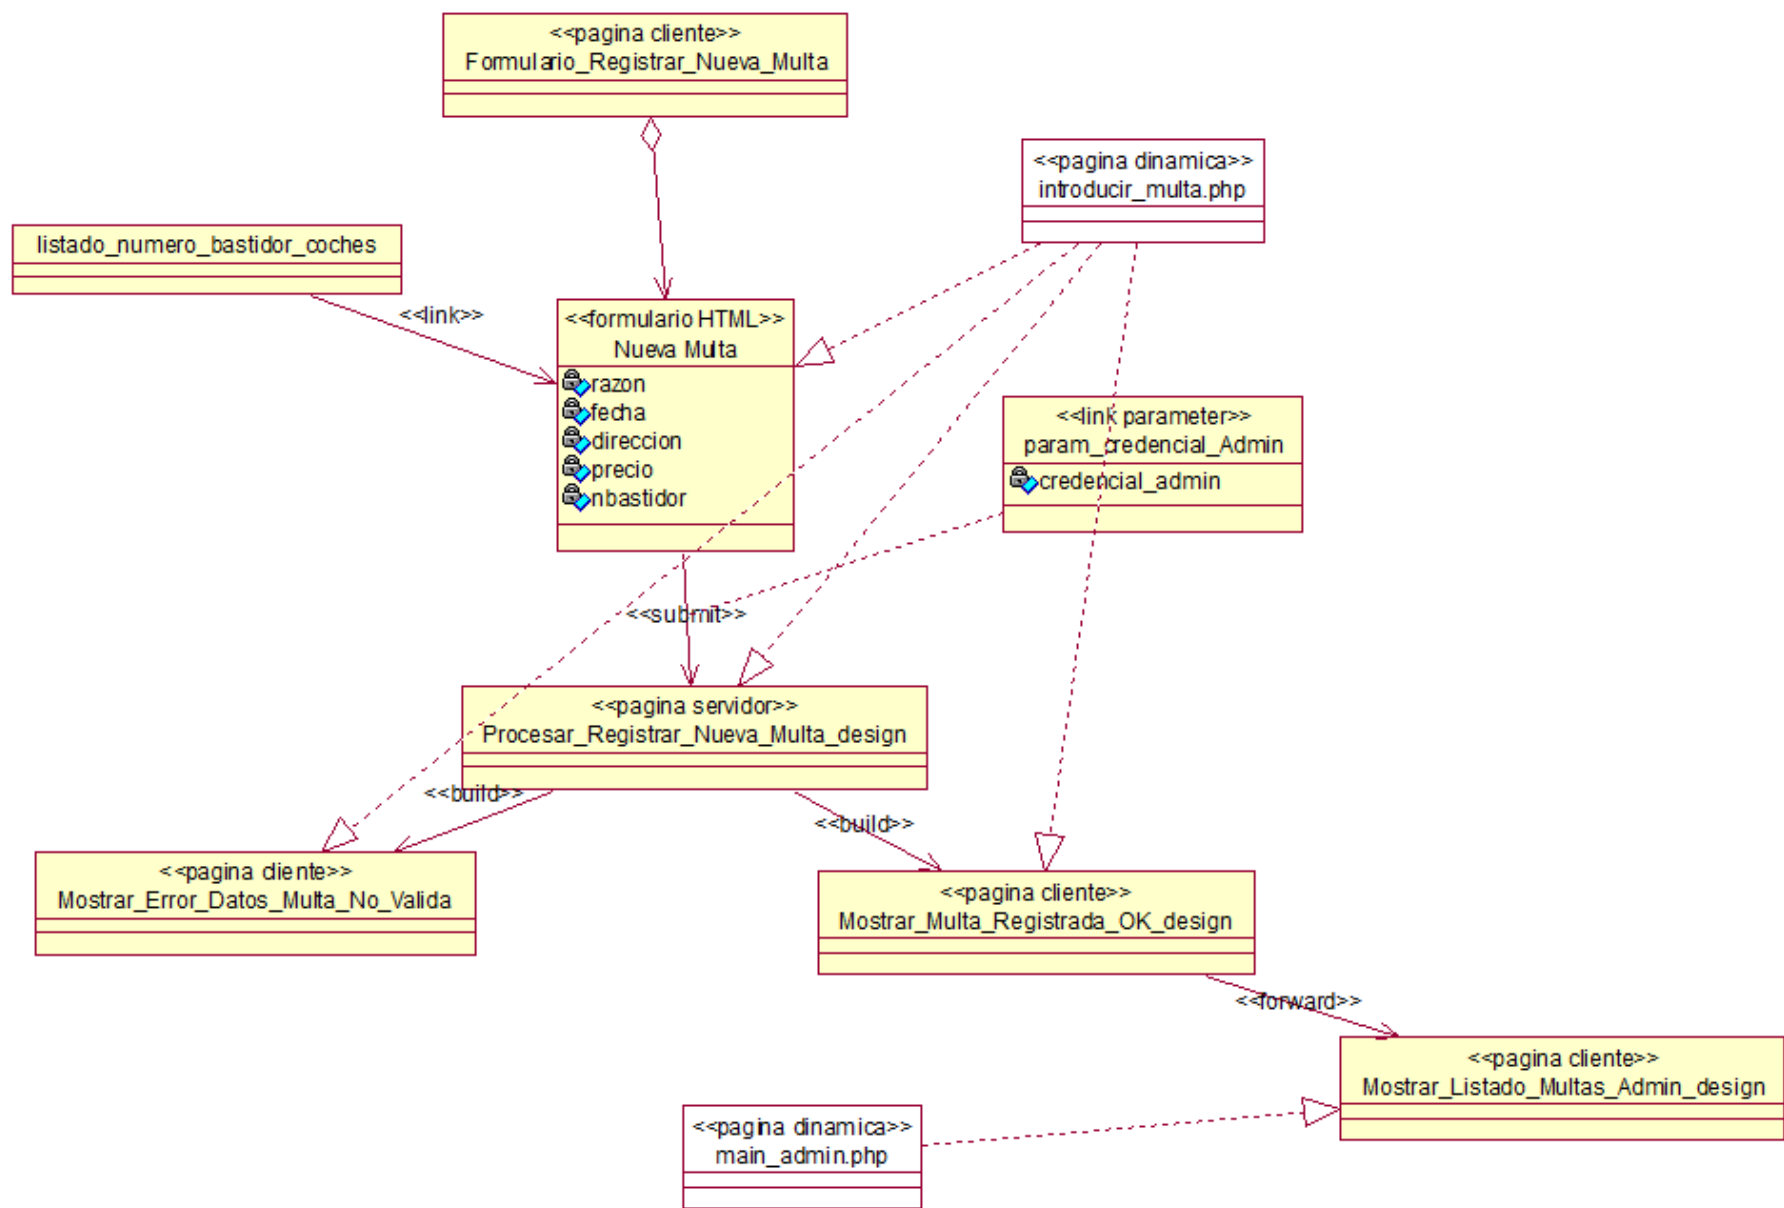 <<pagina cliente>>
Formulario_Registrar_Nueva_Multa
<<pagina dinamica>>
introducir_multa.php
listado_numero_bastidor_coches
<<link>>
<<formulario HTML>>
Nueva Multa
razon
fecha
direccion
precio
nbastidor
<<link parameter>>
param_credencial_Admin
credencial_admin
<<submit>>
<<pagina servidor>>
Procesar_Registrar_Nueva_Multa_design
<<build>>
<<build>>
<<pagina cliente>>
Mostrar_Error_Datos_Multa_No_Valida
<<pagina cliente>>
Mostrar_Multa_Registrada_OK_design
<<forward>>
<<pagina cliente>>
Mostrar_Listado_Multas_Admin_design
<<pagina dinamica>>
main_admin.php